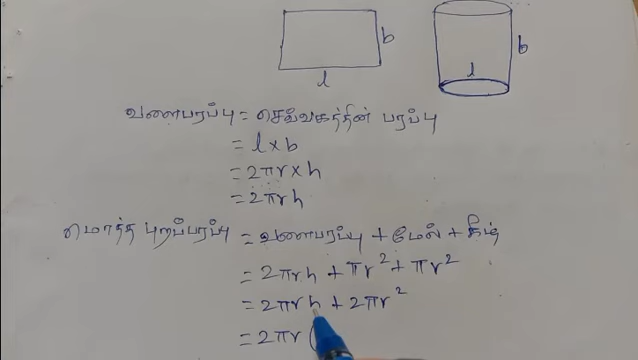 b
l
b
l
வளைபரப்பு = செவ்வகத்தின் பரப்பு
= l × b
= 2πr × h
= 2πrh
மொத்த புறப்பரப்பு = வளைபரப்பு + மேல் + கீழ்
= 2πrh + πr² + πr²
= 2πrh + 2πr²
= 2πr (